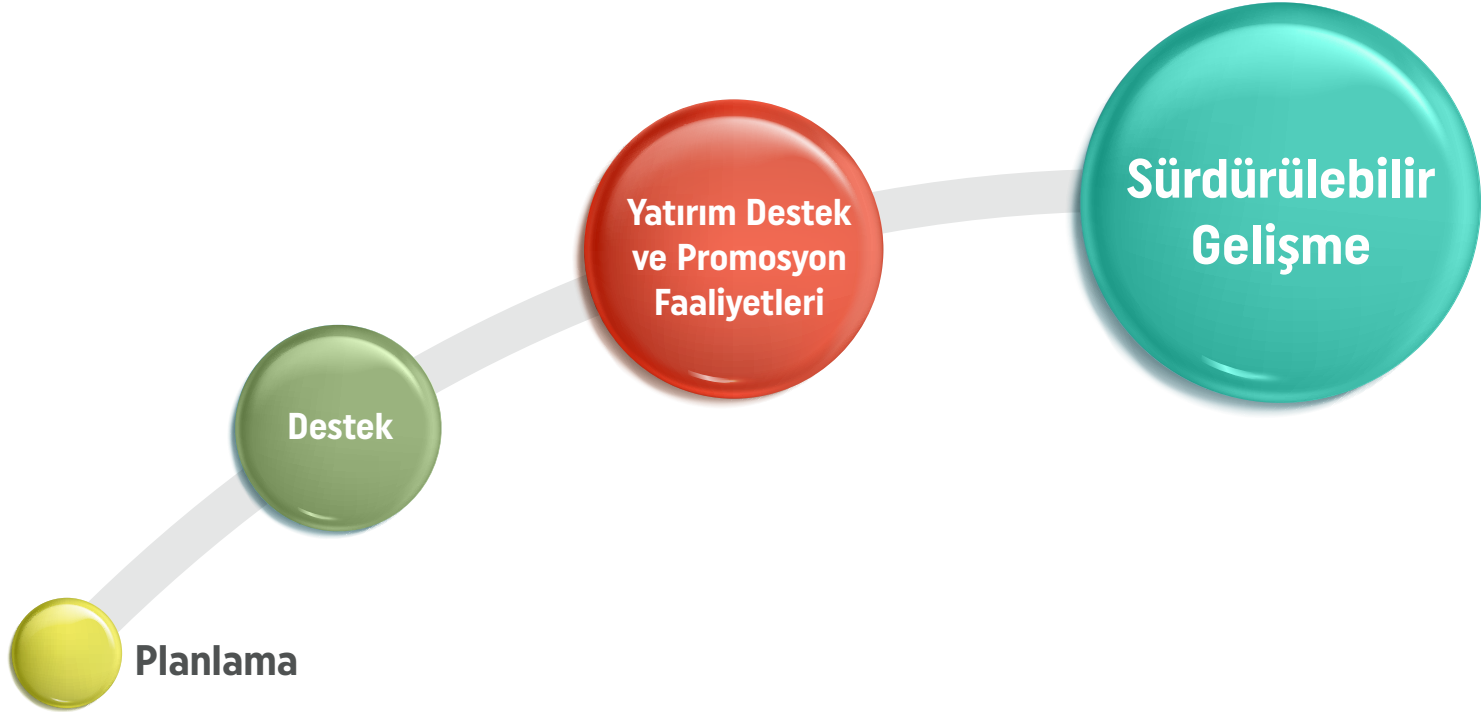 Sürdürülebilir
Gelişme
Yatırım Destek
ve Promosyon
Faaliyetleri
Destek
Planlama